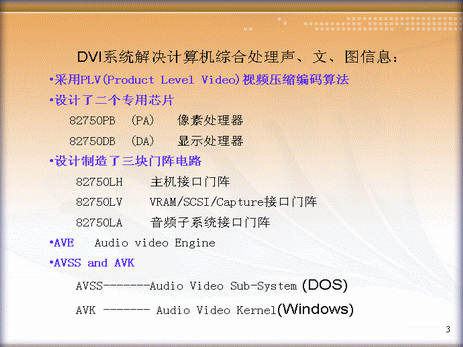 DVI系统解决计算机综合处理声、文、图信息：
•采用PLV(Product Level Video)视频压缩编码算法
•设计了二个专用芯片
82750PB (PA) 像素处理器
82750DB (DA) 显示处理器
•设计制造了三块门阵电路
82750LH 主机接口门阵
82750LV VRAM/SCSI/Capture接口门阵
82750LA 音频子系统接口门阵
•AVE Audio video Engine
•AVSS and AVK
AVSS-------Audio Video Sub-System (DOS)
AVK ------- Audio Video Kernel(Windows)
3